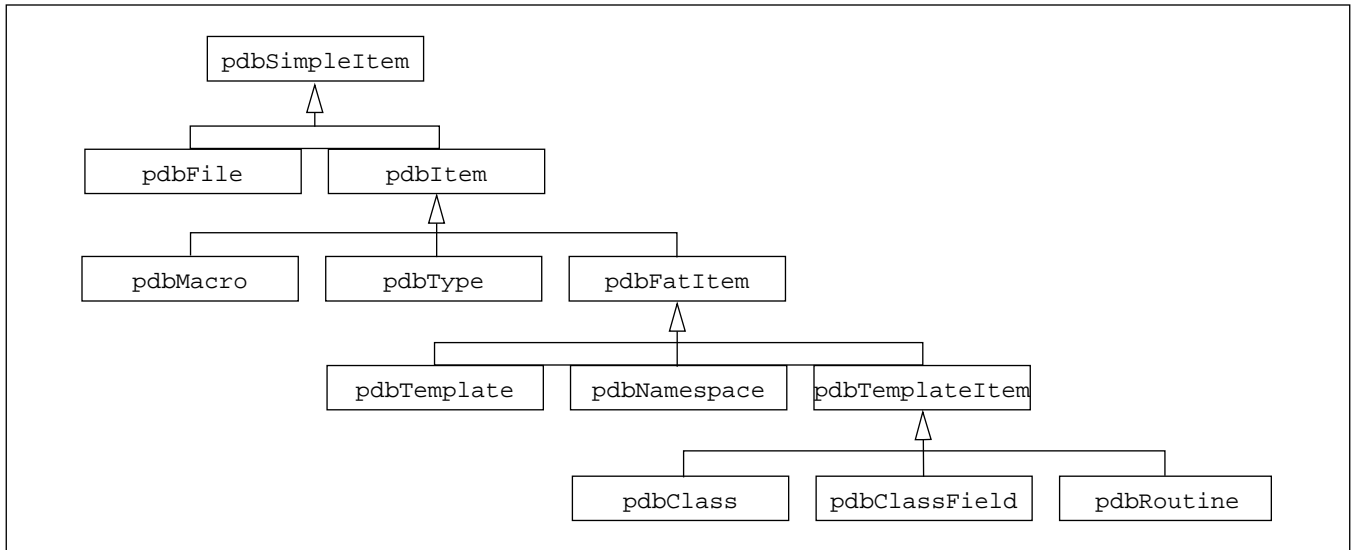 pdbSimpleItem
pdbFile
pdbItem
pdbMacro
pdbType
pdbFatItem
pdbTemplate
pdbNamespace
pdbTemplateItem
pdbClass
pdbClassField
pdbRoutine